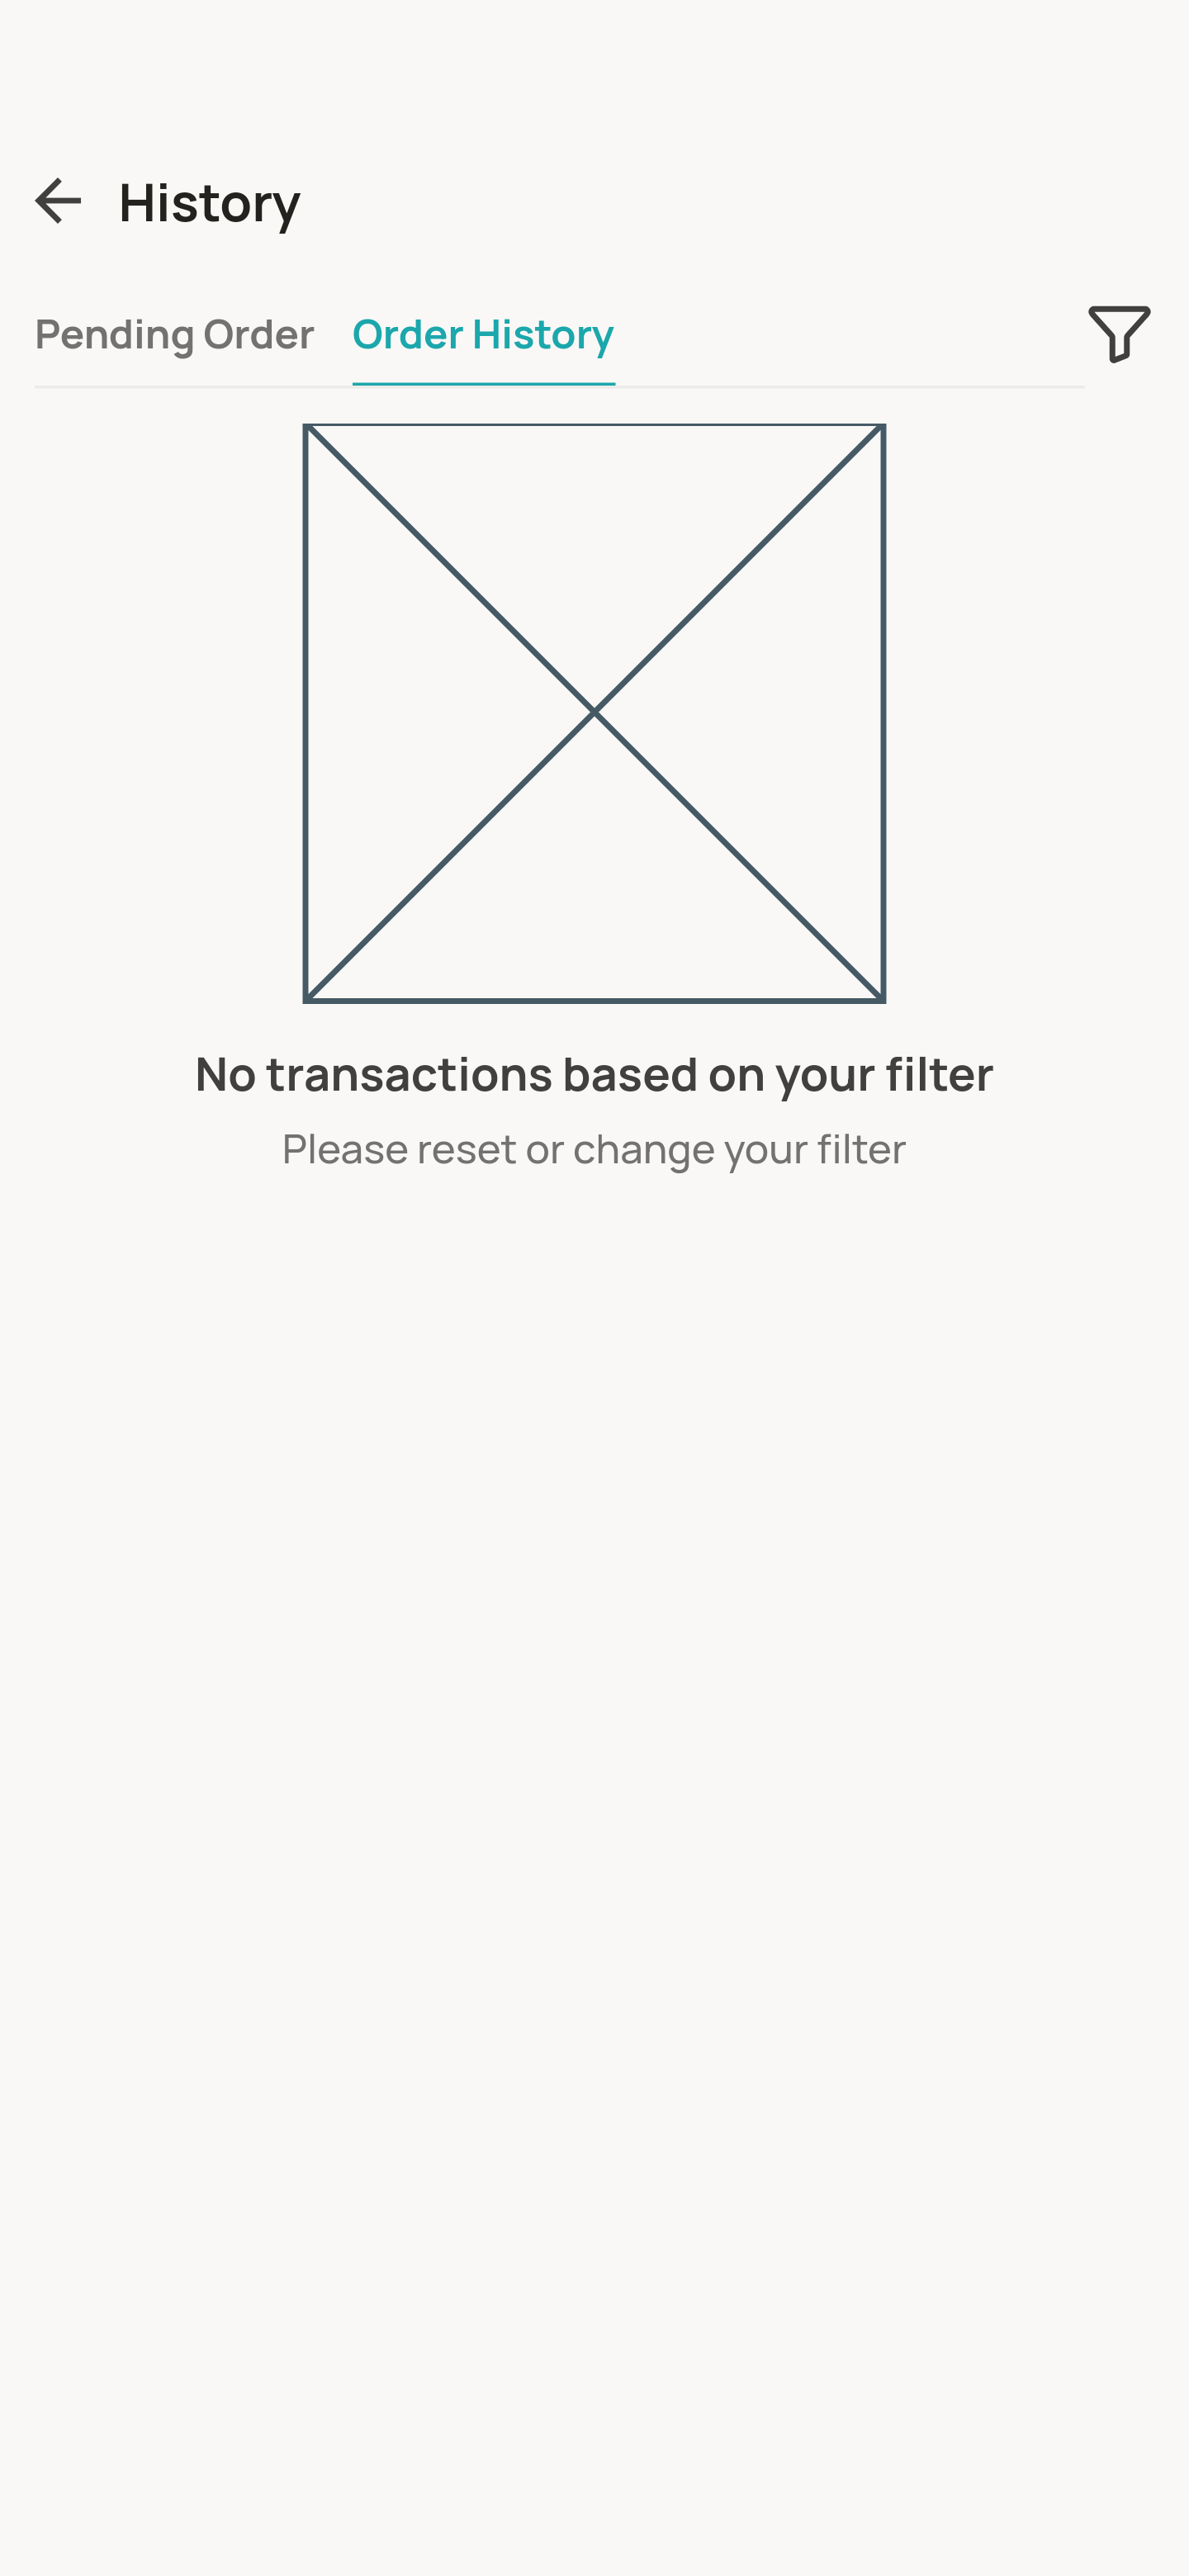 History
Pending Order
Order History
No transactions based on your filter
Please reset or change your filter